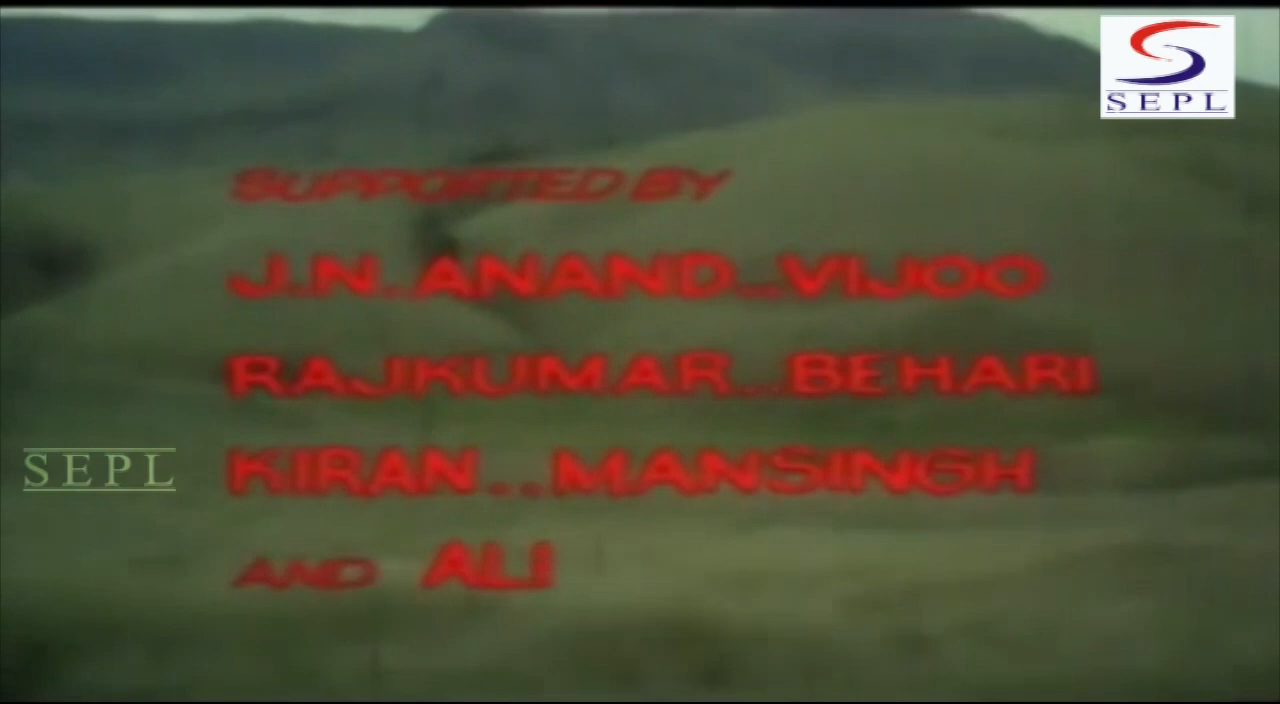 SEPL
SUPPORTED BY
J.N. ANAND..VIJOO
RAJKUMAR...BEHARI
SEPL
KIRAN..MANSINGH
AND ALI